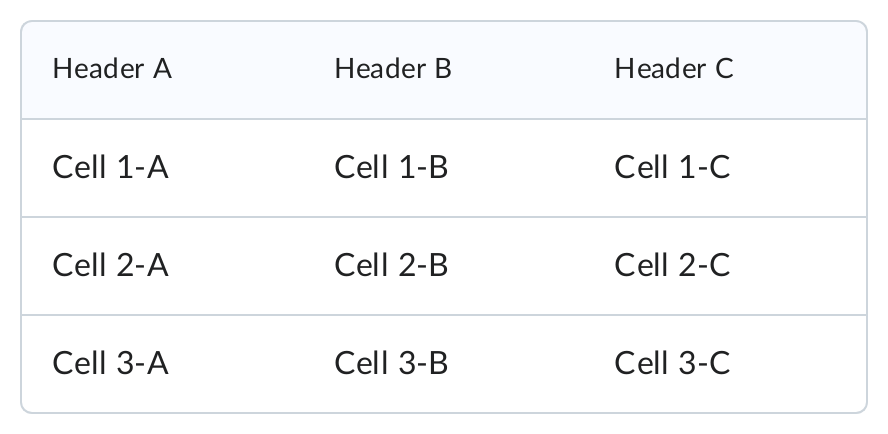 Header A Header B Header C
Cell 1-A Cell 1-B Cell 1-C
Cell 2-A Cell 2-B Cell 2-C
Cell 3-A Cell 3-B Cell 3-C